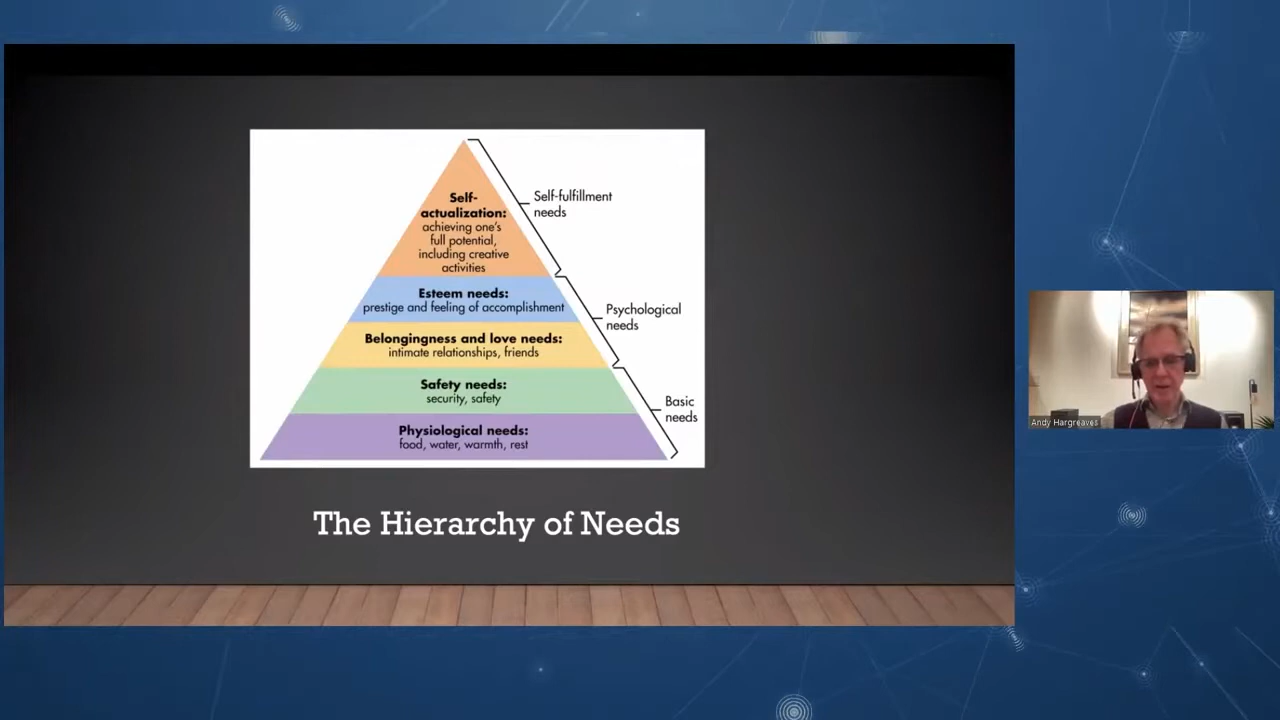 Self-
actualization:
achieving one's
full potential,
including creative
activities
Self-fulfillment
needs
Esteem needs:
prestige and feeling of accomplishment
Psychological
needs
Belongingness and love needs:
intimate relationships, friends
Safety needs:
security, safety
Basic
needs
Physiological needs:
food, water, warmth, rest
The Hierarchy of Needs
Andy Hargreaves